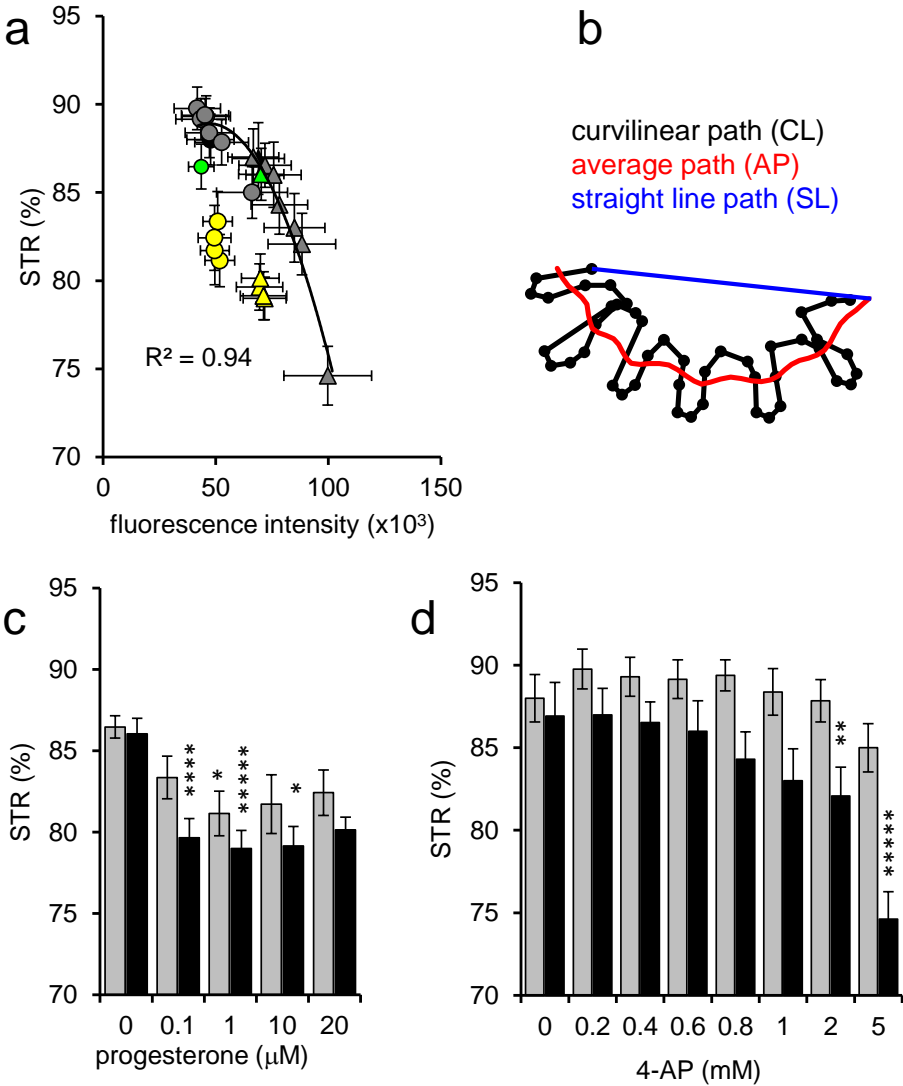 a
95
90
85
80
75
70
STR (%)
R² = 0.94
0 50 100 150
fluorescence intensity (x10³)
b
curvilinear path (CL)
average path (AP)
straight line path (SL)
c
95
90
85
80
75
70
STR (%)
****
*
*****
*
0 0.1 1 10 20
progesterone (μM)
d
95
90
85
80
75
70
STR (%)
**
*****
0 0.2 0.4 0.6 0.8 1 2 5
4-AP (mM)